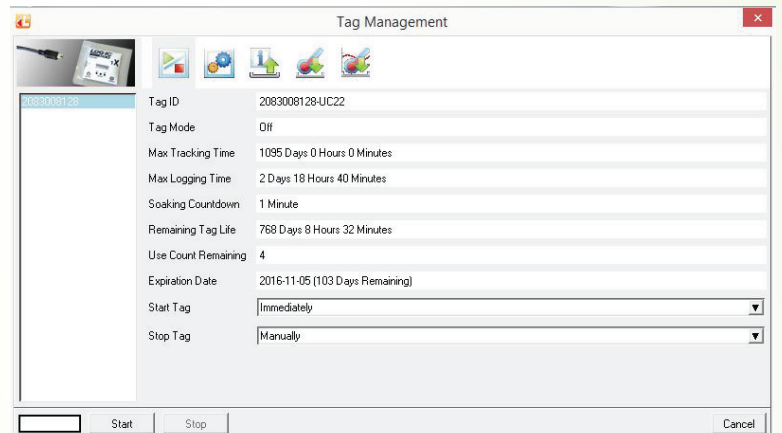 Tag Management
2083008128
Tag ID 2083008128-UC22
Tag Mode Off
Max Tracking Time 1095 Days 0 Hours 0 Minutes
Max Logging Time 2 Days 18 Hours 40 Minutes
Soaking Countdown 1 Minute
Remaining Tag Life 768 Days 8 Hours 32 Minutes
Use Count Remaining 4
Expiration Date 2016-11-05 (103 Days Remaining)
Start Tag Immediately
Stop Tag Manually
Start Stop Cancel